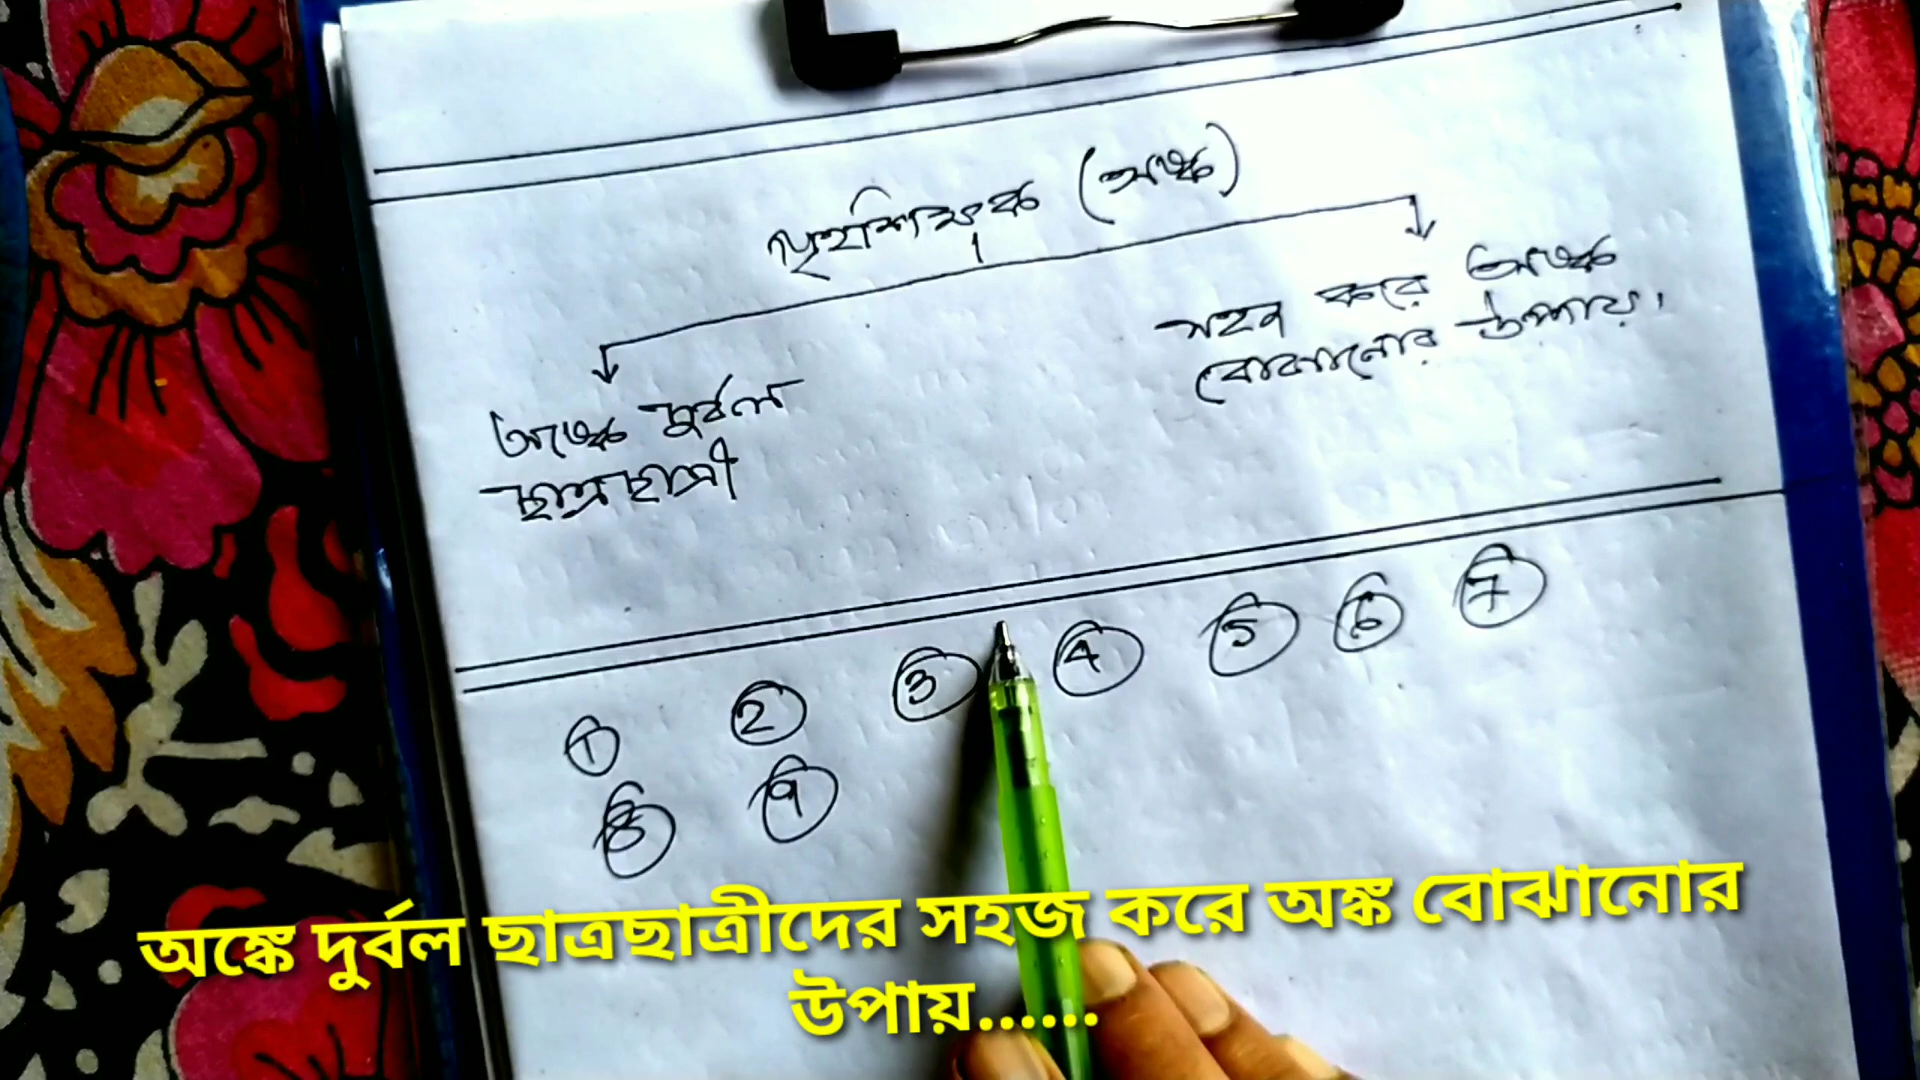 গৃহশিক্ষক (অঙ্ক)
অঙ্কে দুর্বল
ছাত্রছাত্রী
সহজ করে অঙ্ক
বোঝানোর উপায়।
① ② ③ ④ ⑤ ⑥ ⑦
⑧ ⑨
অঙ্কে দুর্বল ছাত্রছাত্রীদের সহজ করে অঙ্ক বোঝানোর
উপায়......